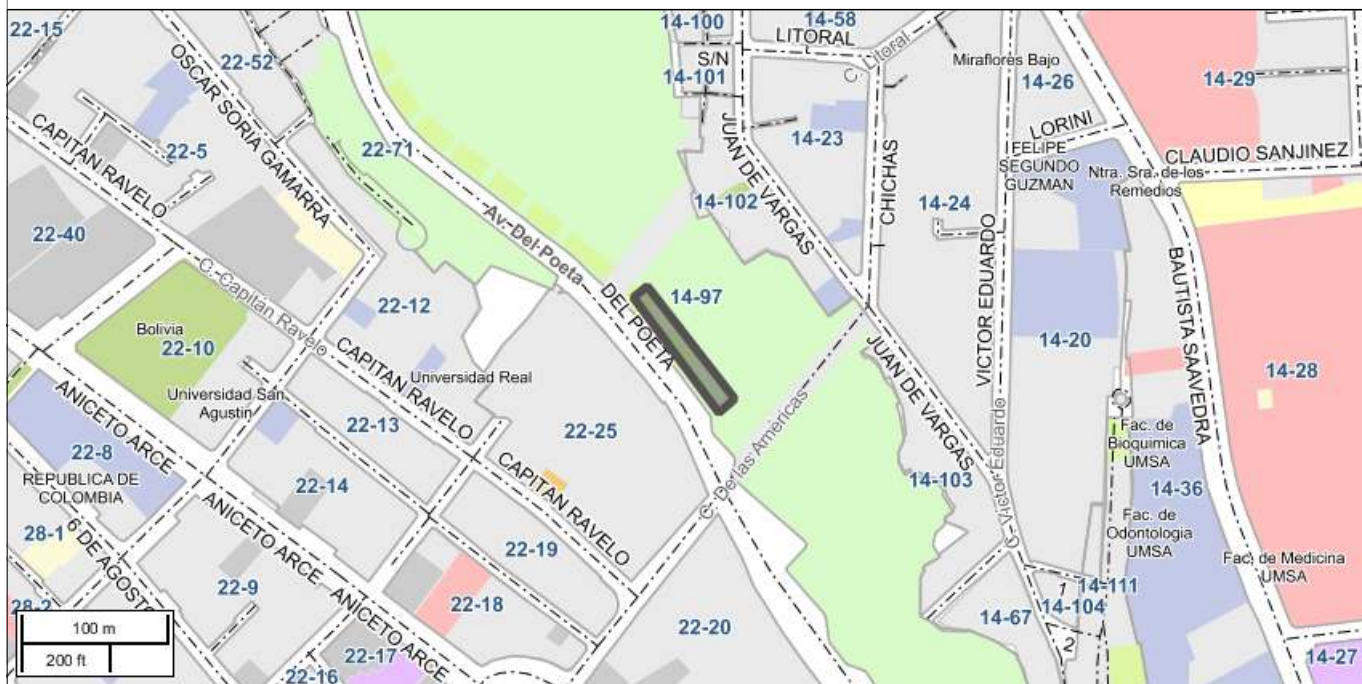 22-15
OSCAR SORIA GAMARRA
22-52
14-100
14-58
LITORAL
C. Litoral
S/N
14-101
Miraflores Bajo
14-26
14-29
CAPITAN RAVELO
22-5
22-71
JUAN DE VARGAS
14-23
LORINI
FELIPE
SEGUNDO
GUZMAN
CLAUDIO SANJINEZ
Ntra. Sra. de los
Remedios
14-102
CHICHAS
14-24
22-40
Av. Del Poeta
VICTOR EDUARDO
C. Capitán Ravelo
22-12
DEL POETA
14-97
BAUTISTA SAAVEDRA
Bolivia
22-10
14-20
CAPITAN RAVELO
Universidad Real
JUAN DE VARGAS
14-28
Universidad San
Agustin
ANICETO ARCE
22-13
22-25
C. De las Américas
C. Victor Eduardo
Fac. de
Bioquimica
UMSA
22-8
REPUBLICA DE
COLOMBIA
22-14
CAPITAN RAVELO
14-103
14-36
ANICETO ARCE
Fac. de
Odontologia
UMSA
28-1
6 DE AGOSTO
22-19
Fac. de Medicina
UMSA
22-9
ANICETO ARCE
1
14-111
14-104
28-2
22-18
22-20
14-67
2
100 m
200 ft
22-17
22-16
14-27